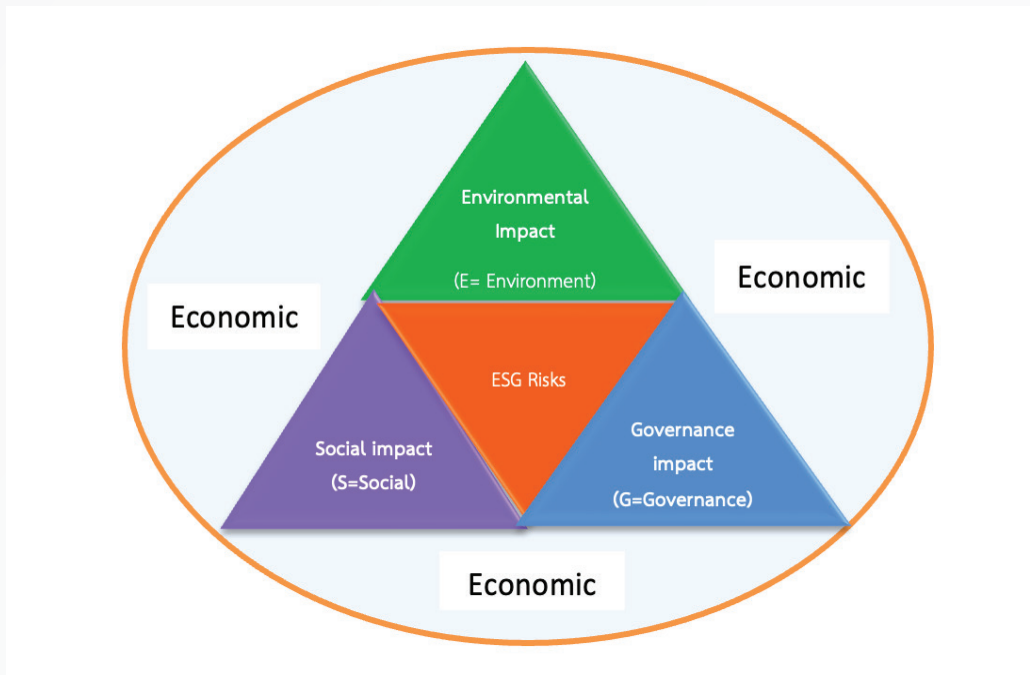 Environmental
Impact
(E= Environment)
Economic
Economic
ESG Risks
Social impact
(S=Social)
Governance
impact
(G=Governance)
Economic